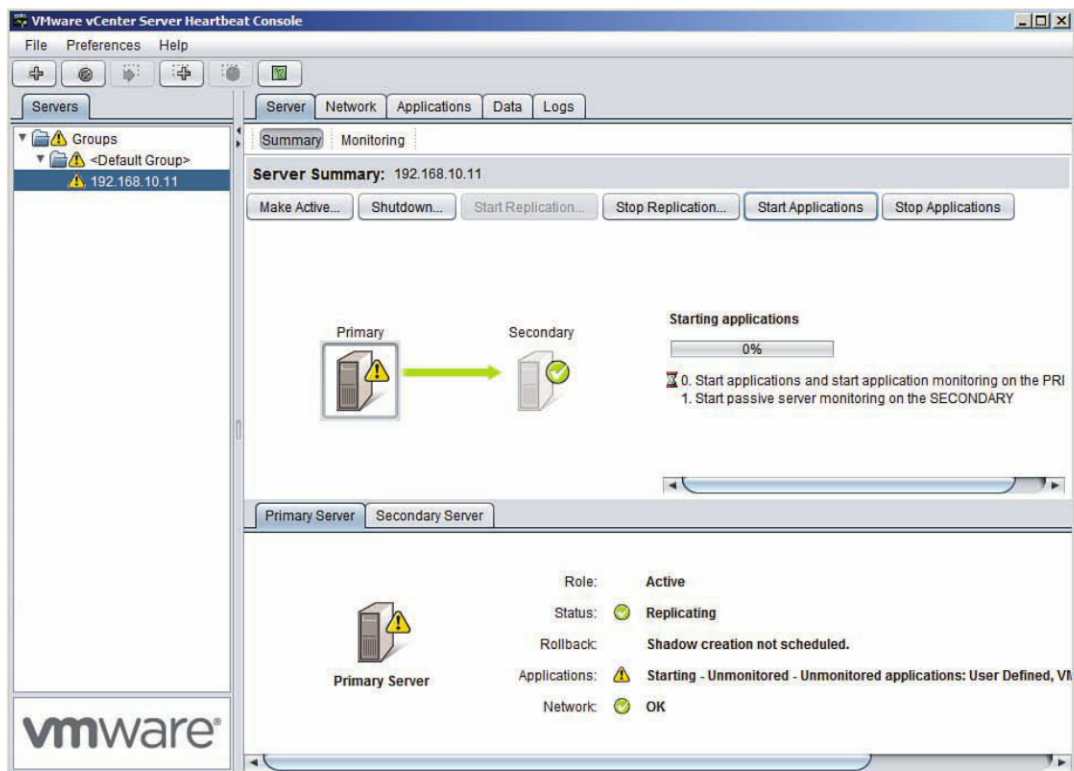 VMware vCenter Server Heartbeat Console
File Preferences Help
Servers
Server Network Applications Data Logs
Groups
<Default Group>
192.168.10.11
Summary Monitoring
Server Summary: 192.168.10.11
Make Active... Shutdown... Start Replication... Stop Replication... Start Applications Stop Applications
Primary
Secondary
Starting applications
0%
0. Start applications and start application monitoring on the PRI
1. Start passive server monitoring on the SECONDARY
Primary Server Secondary Server
Primary Server
Role: Active
Status: Replicating
Rollback: Shadow creation not scheduled.
Applications: Starting - Unmonitored - Unmonitored applications: User Defined, VM
Network: OK
vmware®